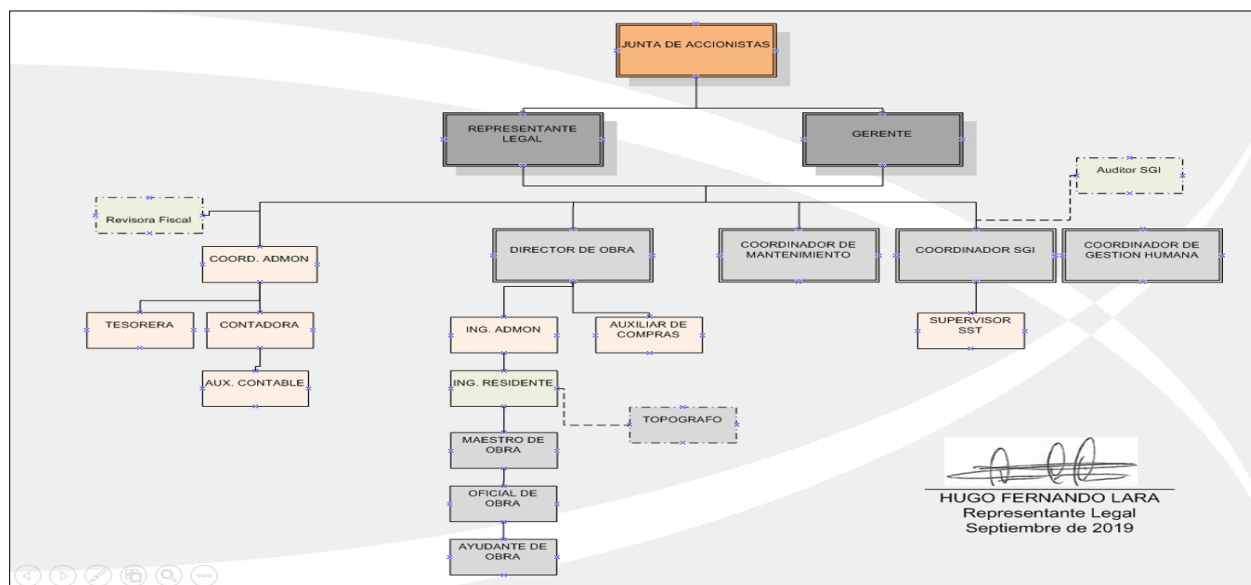 JUNTA DE ACCIONISTAS
REPRESENTANTE
LEGAL
GERENTE
Auditor SGI
Revisora Fiscal
COORD. ADMON
DIRECTOR DE OBRA
COORDINADOR DE
MANTENIMIENTO
COORDINADOR SGI
COORDINADOR DE
GESTION HUMANA
TESORERA
CONTADORA
ING. ADMON
AUXILIAR DE
COMPRAS
SUPERVISOR
SST
AUX. CONTABLE
ING. RESIDENTE
TOPOGRAFO
MAESTRO DE
OBRA
OFICIAL DE
OBRA
AYUDANTE DE
OBRA
HUGO FERNANDO LARA
Representante Legal
Septiembre de 2019